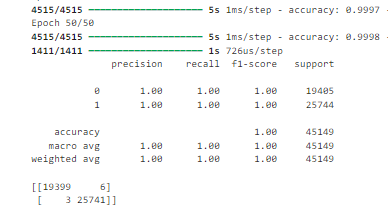 4515/4515 ━━━━━━━━━━━━━━━━━━━━ 5s 1ms/step - accuracy: 0.9997
Epoch 50/50
4515/4515 ━━━━━━━━━━━━━━━━━━━━ 5s 1ms/step - accuracy: 0.9998
1411/1411 ━━━━━━━━━━━━━━━━━━━━ 1s 726us/step
precision recall f1-score support
0 1.00 1.00 1.00 19405
1 1.00 1.00 1.00 25744
accuracy 1.00 45149
macro avg 1.00 1.00 1.00 45149
weighted avg 1.00 1.00 1.00 45149
[[19399 6]
[ 3 25741]]